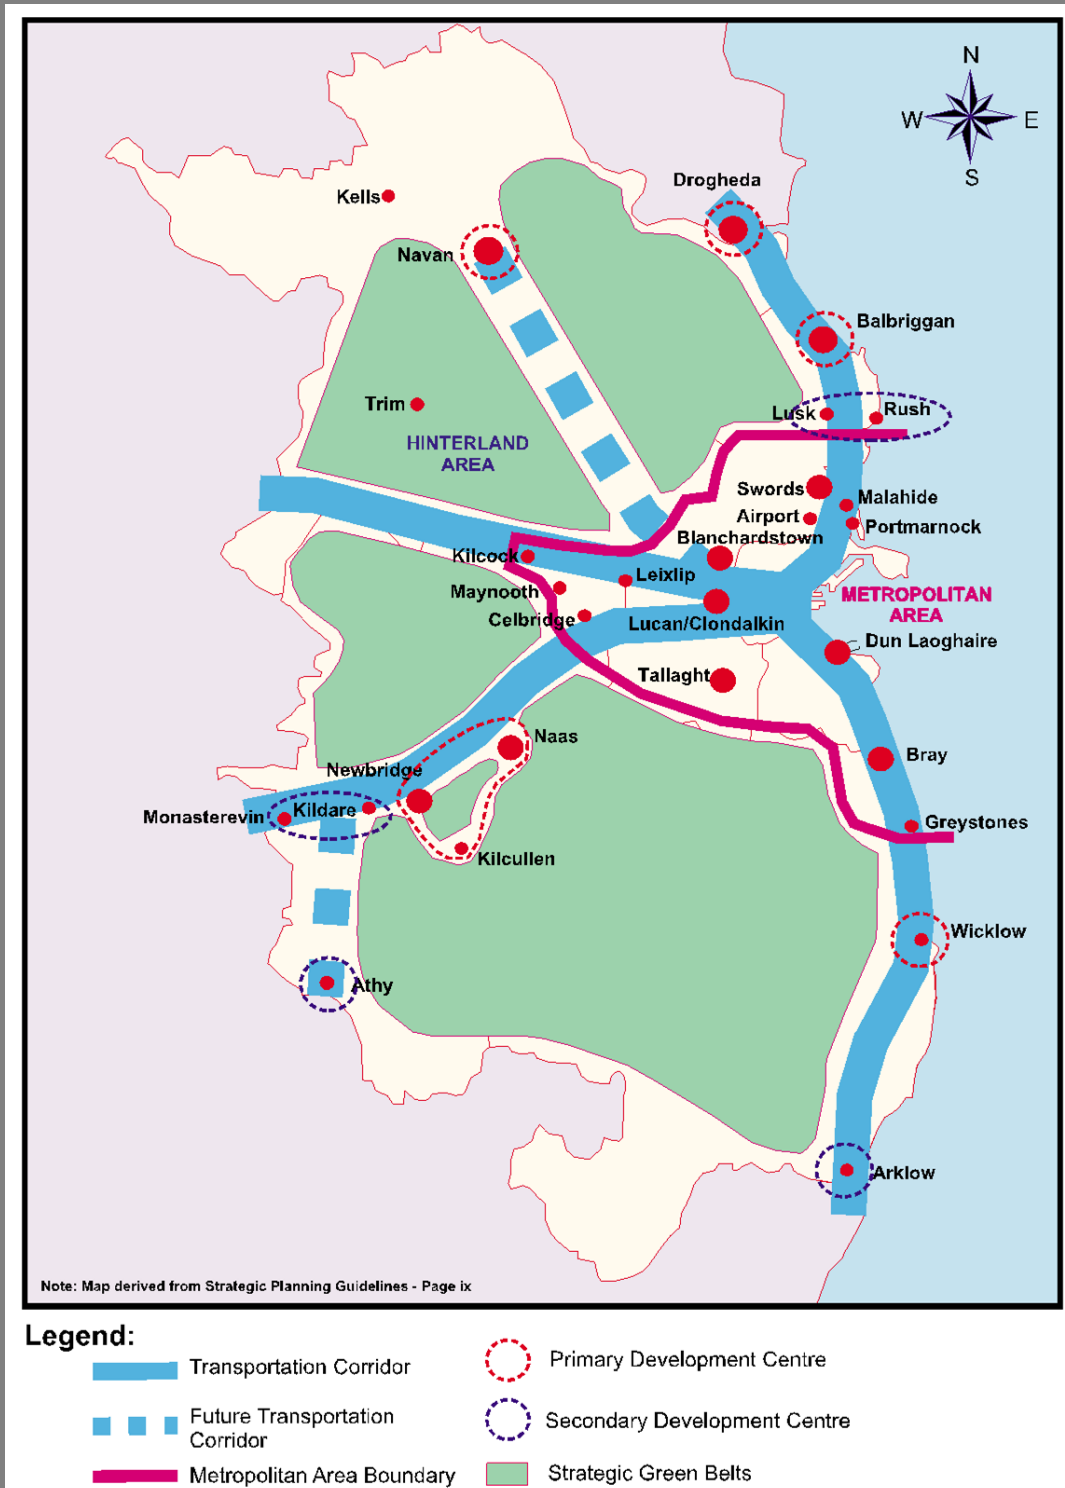 N
W
E
S
Drogheda
Kells
Navan
Balbriggan
Trim
Lusk
Rush
HINTERLAND
AREA
Swords
Malahide
Airport
Portmarnock
Blanchardstown
Kilcock
Leixlip
Maynooth
METROPOLITAN
AREA
Celbridge
Lucan/Clondalkin
Dun Laoghaire
Tallaght
Naas
Bray
Newbridge
Monasterevin
Kildare
Greystones
Kilcullen
Wicklow
Athy
Arklow
Note: Map derived from Strategic Planning Guidelines - Page ix
Legend:
Transportation Corridor
Primary Development Centre
Future Transportation
Corridor
Secondary Development Centre
Metropolitan Area Boundary
Strategic Green Belts